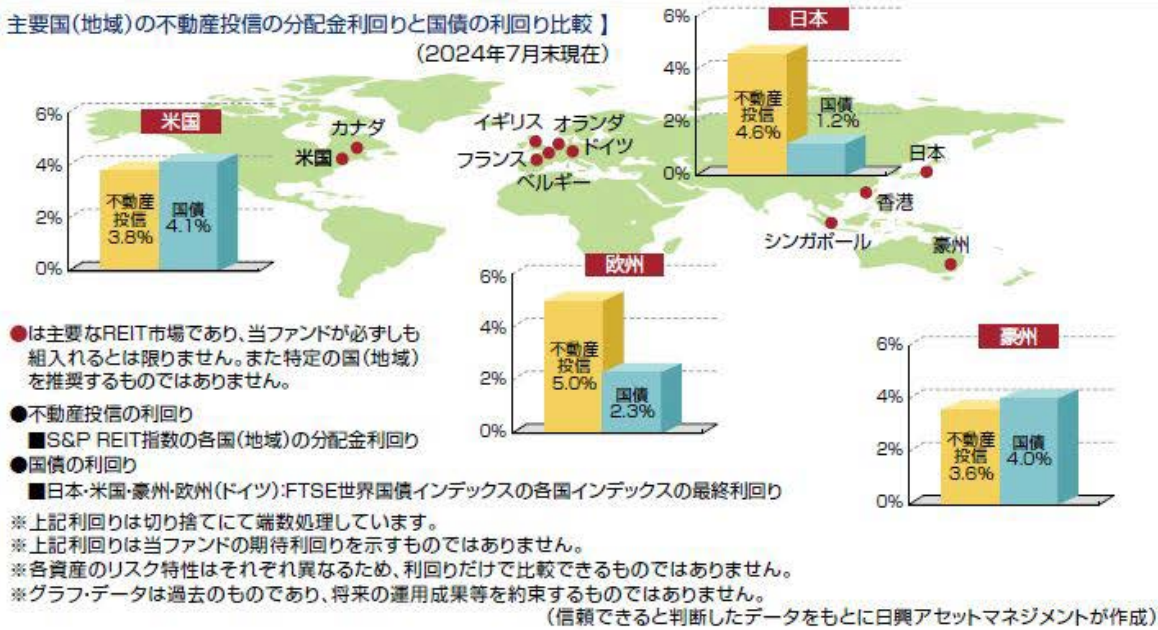 主要国(地域)の不動産投信の分配金利回りと国債の利回り比較 】
(2024年7月末現在)
米国
6%
4%
2%
0%
不動産
投信
3.8%
国債
4.1%
カナダ
米国
イギリス
オランダ
フランス
ドイツ
ベルギー
日本
6%
4%
2%
0%
不動産
投信
4.6%
国債
1.2%
日本
香港
シンガポール
豪州
欧州
6%
4%
2%
0%
不動産
投信
5.0%
国債
2.3%
豪州
6%
4%
2%
0%
不動産
投信
3.6%
国債
4.0%
●は主要なREIT市場であり、当ファンドが必ずしも
組入れるとは限りません。また特定の国(地域)
を推奨するものではありません。
●不動産投信の利回り
■S&P REIT指数の各国(地域)の分配金利回り
●国債の利回り
■日本・米国・豪州・欧州(ドイツ):FTSE世界国債インデックスの各国インデックスの最終利回り
※上記利回りは切り捨てにて端数処理しています。
※上記利回りは当ファンドの期待利回りを示すものではありません。
※各資産のリスク特性はそれぞれ異なるため、利回りだけで比較できるものではありません。
※グラフ・データは過去のものであり、将来の運用成果等を約束するものではありません。
(信頼できると判断したデータをもとに日興アセットマネジメントが作成)